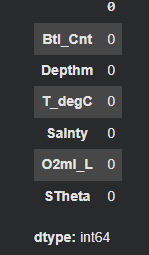 0
Btl_Cnt 0
Depthm 0
T_degC 0
Salnty 0
O2ml_L 0
STheta 0
dtype: int64